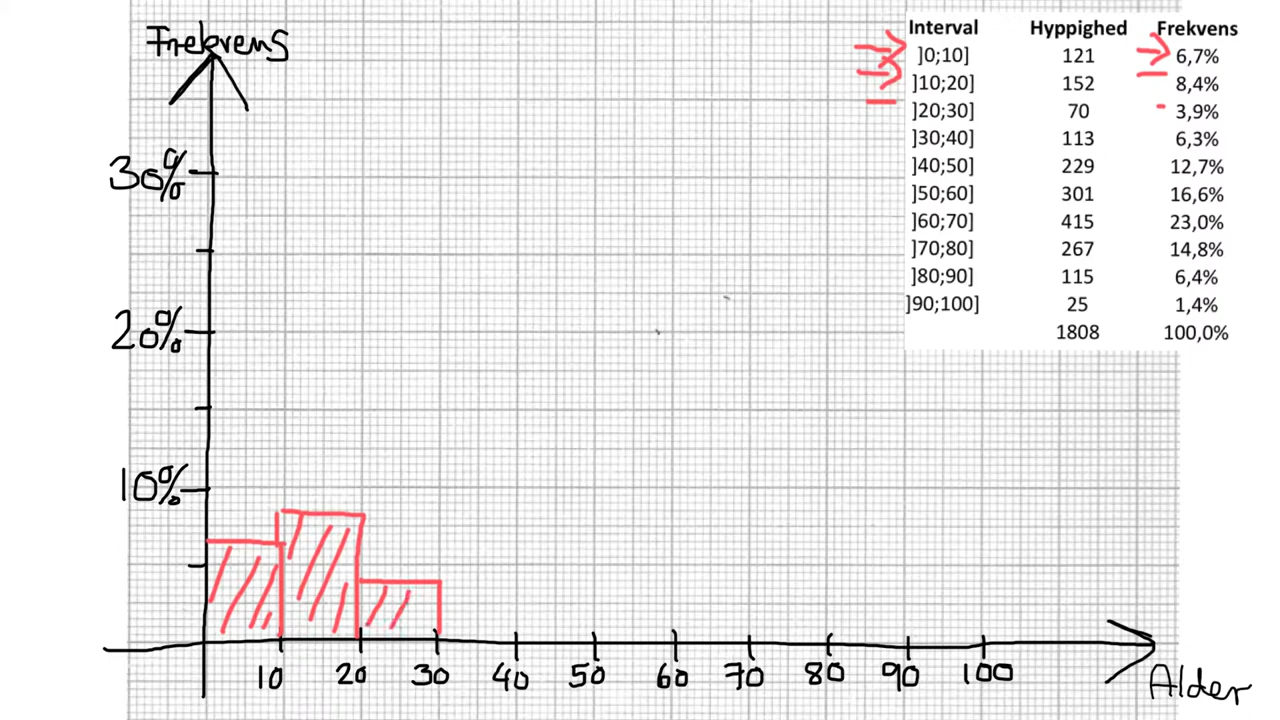 Frekvens
30%
20%
10%
10 20 30 40 50 60 70 80 90 100
Alder
Interval Hyppighed Frekvens
]0;10] 121 6,7%
]10;20] 152 8,4%
]20;30] 70 3,9%
]30;40] 113 6,3%
]40;50] 229 12,7%
]50;60] 301 16,6%
]60;70] 415 23,0%
]70;80] 267 14,8%
]80;90] 115 6,4%
]90;100] 25 1,4%
1808 100,0%